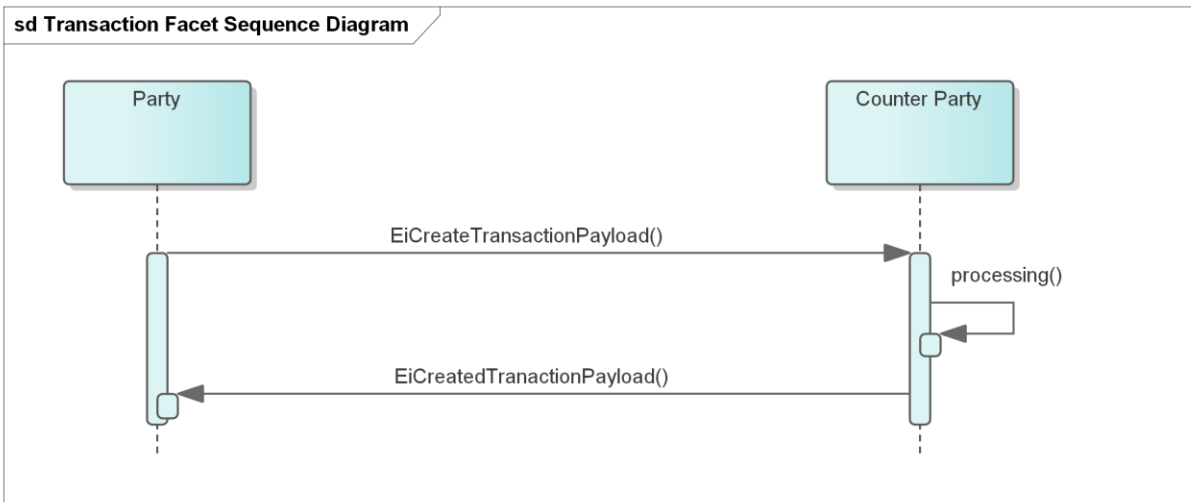 sd Transaction Facet Sequence Diagram
Party
Counter Party
EiCreateTransactionPayload()
processing()
EiCreatedTranactionPayload()